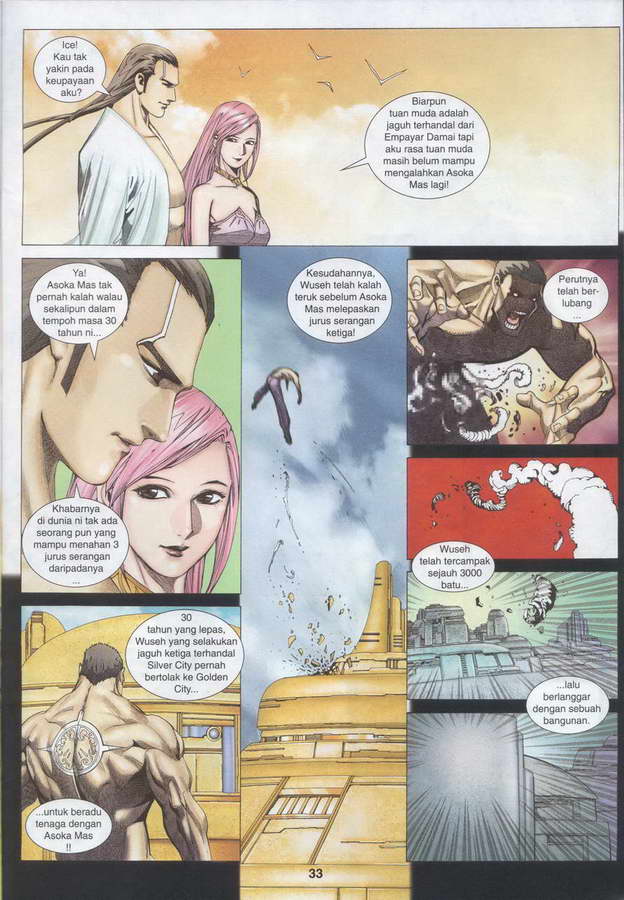 Ice!
Kau tak
yakin pada
keupayaan
aku?
Biarpun
tuan muda adalah
jaguh terhandal dari
Empayar Damai tapi
aku rasa tuan muda
masih belum mampu
mengalahkan Asoka
Mas lagi!
Ya!
Asoka Mas tak
pernah kalah walau
sekalipun dalam
tempoh masa 30
tahun ni...
Khabarnya
di dunia ni tak ada
seorang pun yang
mampu menahan 3
jurus serangan
daripadanya
...
30
tahun yang lepas,
Wuseh yang selakukan
jaguh ketiga terhandal
Silver City pernah
bertolak ke Golden
City...
...untuk beradu
tenaga dengan
Asoka Mas
!!
Kesudahannya,
Wuseh telah kalah
teruk sebelum Asoka
Mas melepaskan
jurus serangan
ketiga!
Perutnya
telah ber-
lubang
...
Wuseh
telah tercampak
sejauh 3000
batu...
...lalu
berlanggar
dengan sebuah
bangunan.
33